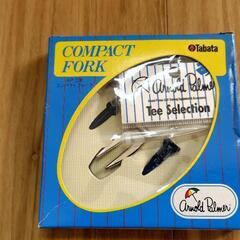 COMPACT
FORK
Tabata
Arnold Palmer
Tee Selection
Arnold Palmer